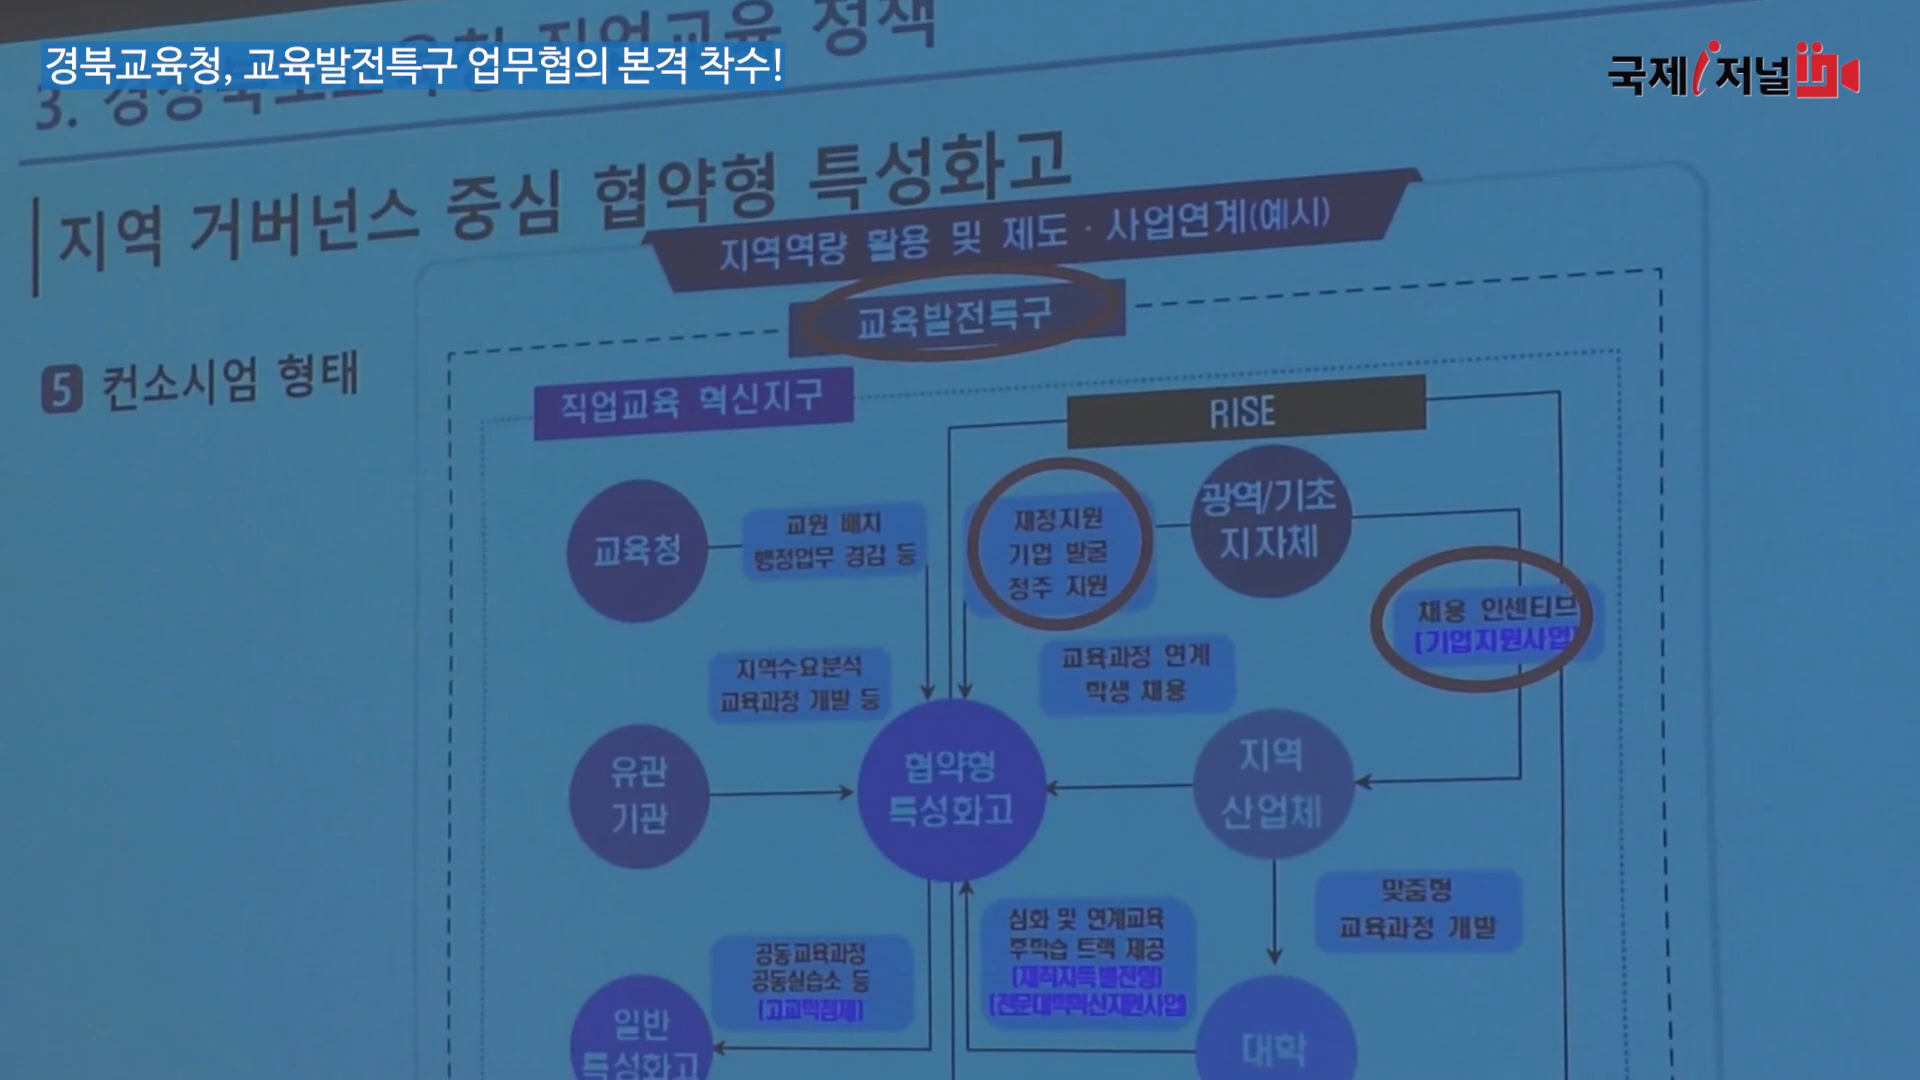 경북교육청, 교육발전특구 업무협의 본격 착수!
국제i저널
정책
3.
지역 거버넌스 중심 협약형 특성화고
지역역량 활용 및 제도·사업연계(예시)
교육발전특구
5 컨소시엄 형태
직업교육 혁신지구
RISE
교육청
교원 배치
행정업무 경감 등
재정지원
기업 발굴
정주 지원
광역/기초
지자체
채용 인센티브
[기업지원사업]
지역수요분석
교육과정 개발 등
교육과정 연계
학생 채용
유관
기관
협약형
특성화고
지역
산업체
맞춤형
교육과정 개발
공동교육과정
공동실습소 등
[고교학점제]
심화 및 연계교육
후학습 트랙 제공
[전문대학혁신지원사업]
일반
특성화고
대학